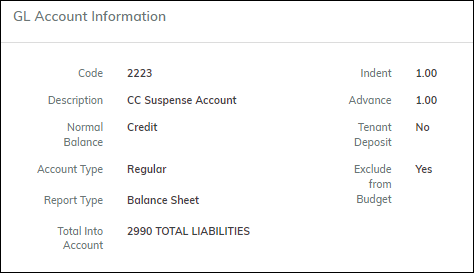 GL Account Information
Code 2223 Indent 1.00
Description CC Suspense Account Advance 1.00
Normal Balance Credit Tenant Deposit No
Account Type Regular Exclude from Budget Yes
Report Type Balance Sheet
Total Into Account 2990 TOTAL LIABILITIES